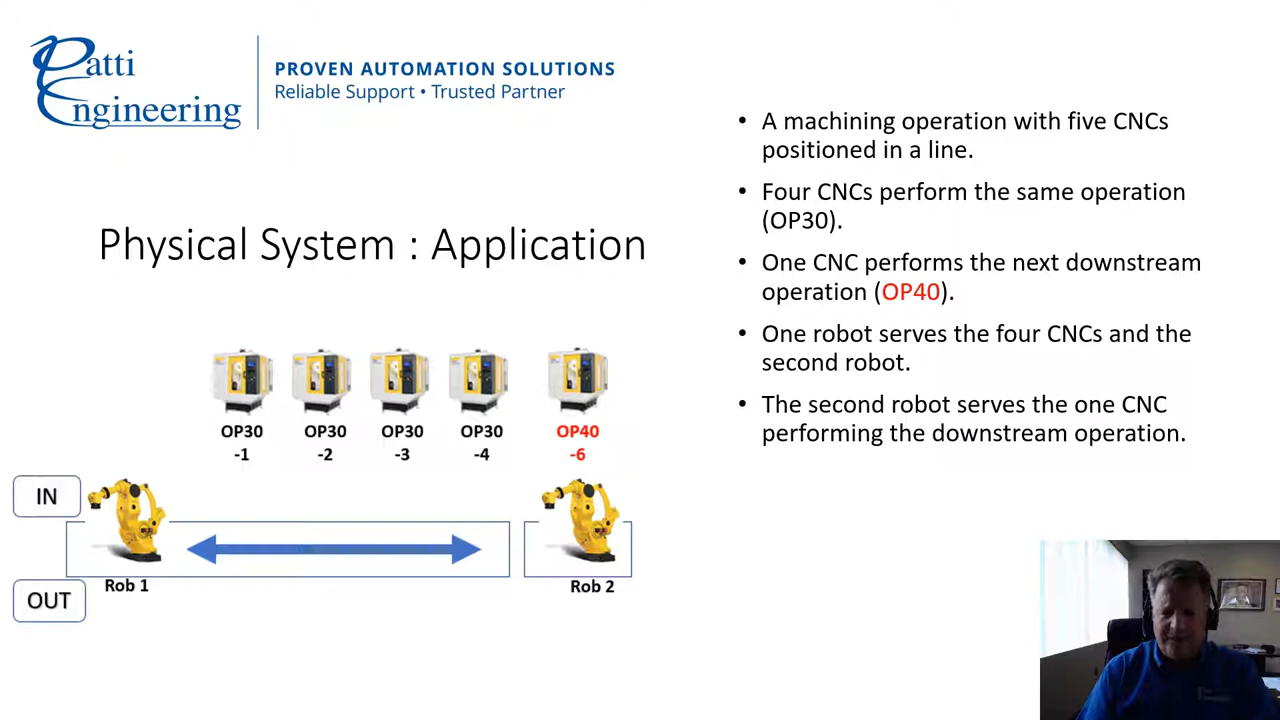 Patti
Engineering
PROVEN AUTOMATION SOLUTIONS
Reliable Support • Trusted Partner
Physical System : Application
• A machining operation with five CNCs
positioned in a line.
• Four CNCs perform the same operation
(OP30).
• One CNC performs the next downstream
operation (OP40).
• One robot serves the four CNCs and the
second robot.
• The second robot serves the one CNC
performing the downstream operation.
OP30
-1
OP30
-2
OP30
-3
OP30
-4
OP40
-6
IN
OUT
Rob 1
Rob 2